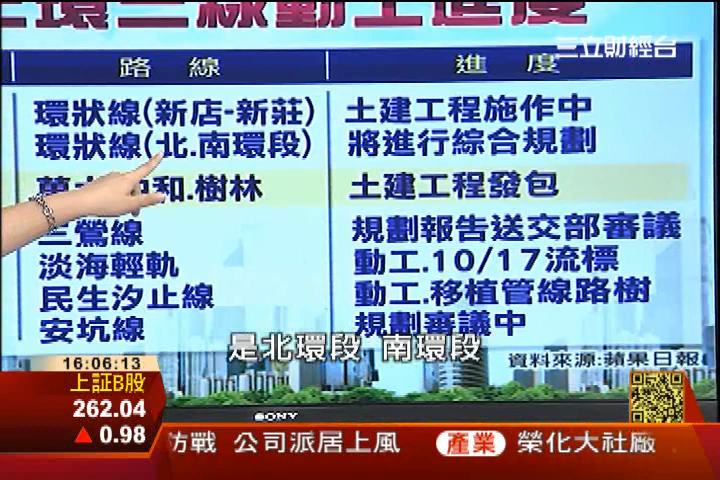 三環三線動工進度
三立財經台
路線 進度
環狀線(新店-新莊) 土建工程施作中
環狀線(北.南環段) 將進行綜合規劃
和.樹林 土建工程發包
三鶯線 規劃報告送交部審議
淡海輕軌 動工.10/17流標
民生汐止線 動工.移植管線路樹
安坑線 規劃審議中
是北環段 南環段
資料來源:蘋果日報
16:06:13
上証B股
262.04
▲0.98
SONY
防戰 公司派居上風 產業 榮化大社廠